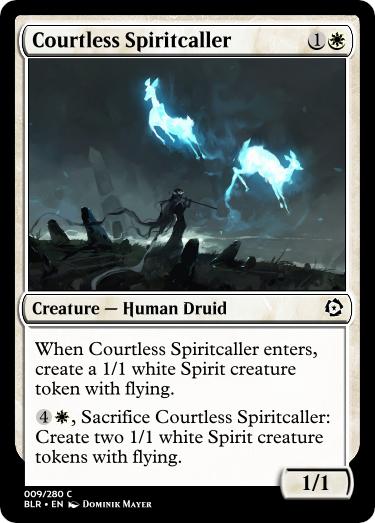 Courtless Spiritcaller 1
Creature — Human Druid
When Courtless Spiritcaller enters,
create a 1/1 white Spirit creature
token with flying.
4, Sacrifice Courtless Spiritcaller:
Create two 1/1 white Spirit creature
tokens with flying.
1/1
009/280 C
BLR • EN Dominik Mayer